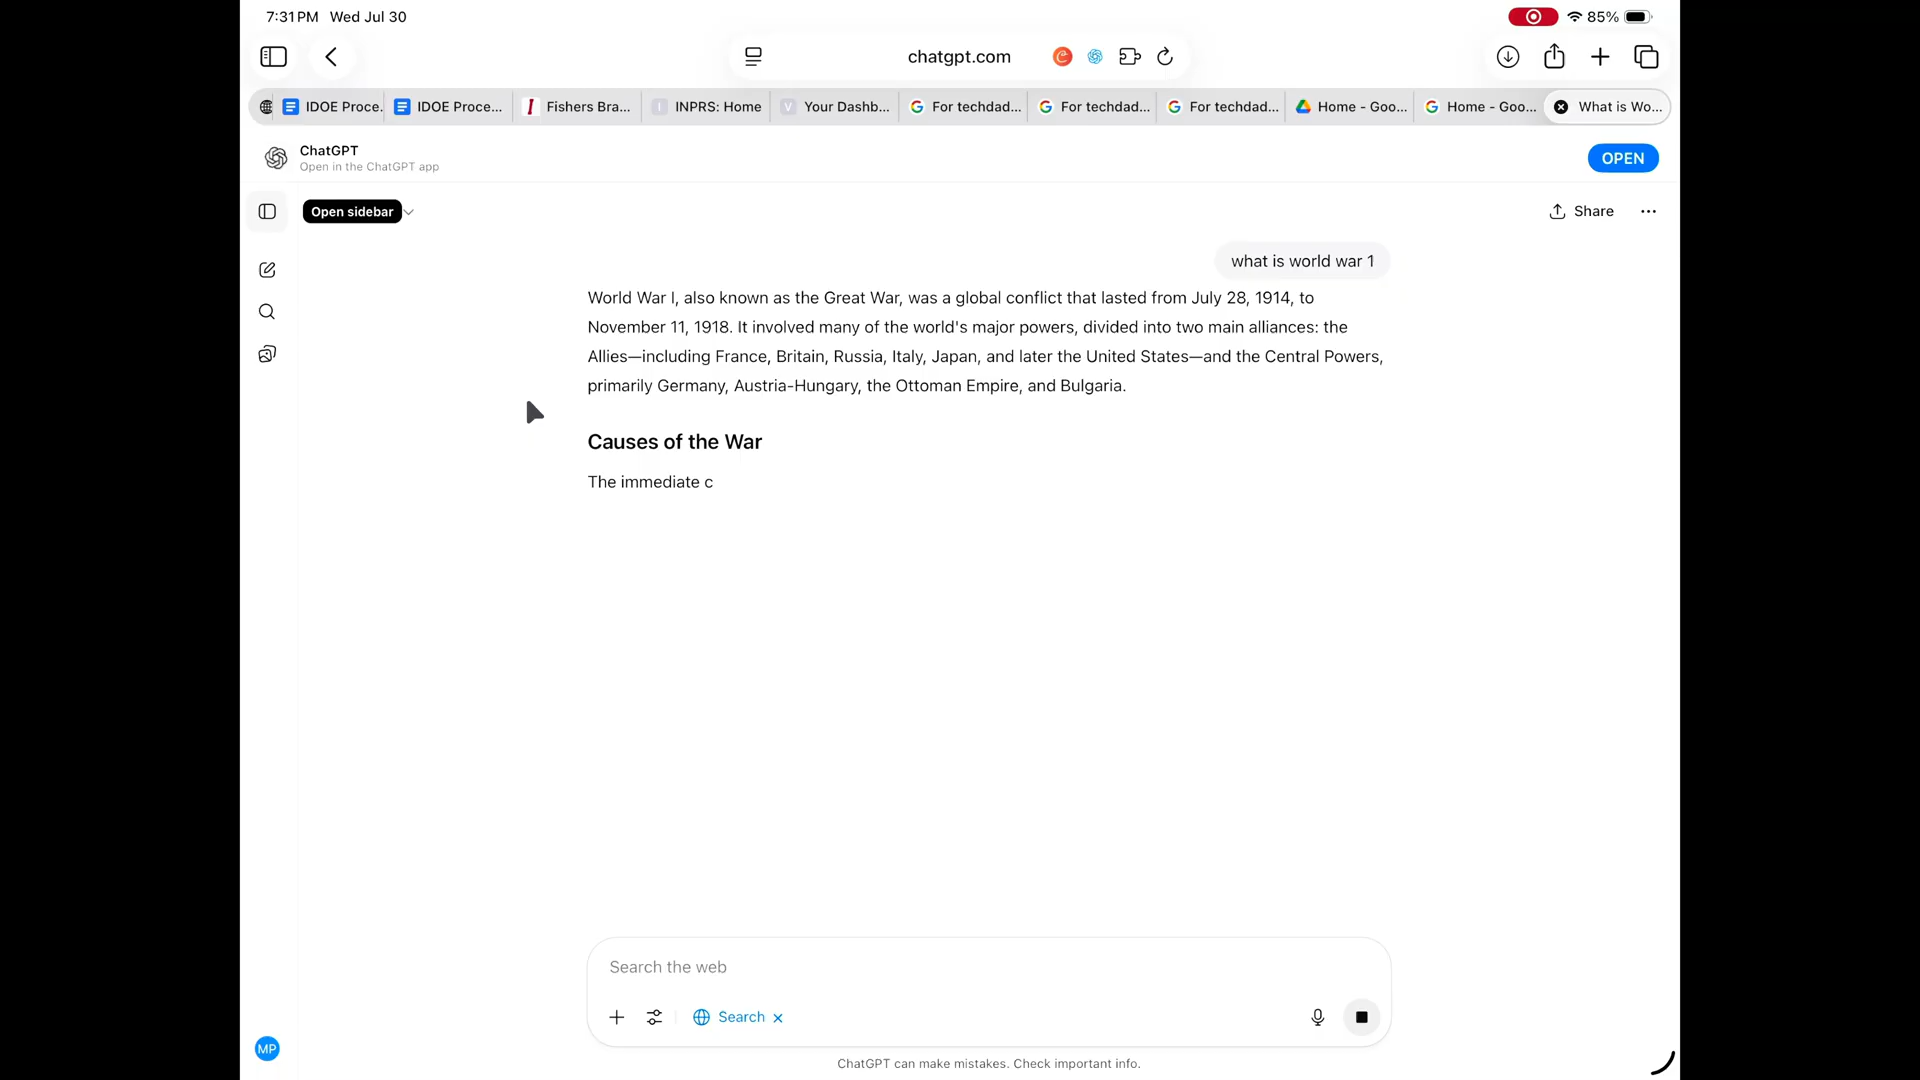 7:31 PM Wed Jul 30
85%
chatgpt.com
IDOE Proce.
IDOE Proce...
Fishers Bra...
INPRS: Home
Your Dashb...
For techdad...
For techdad...
For techdad...
Home - Goo...
Home - Goo...
What is Wo...
ChatGPT
Open in the ChatGPT app
OPEN
Open sidebar
Share
what is world war 1
World War I, also known as the Great War, was a global conflict that lasted from July 28, 1914, to
November 11, 1918. It involved many of the world's major powers, divided into two main alliances: the
Allies—including France, Britain, Russia, Italy, Japan, and later the United States—and the Central Powers,
primarily Germany, Austria-Hungary, the Ottoman Empire, and Bulgaria.
Causes of the War
The immediate c
Search the web
Search
MP
ChatGPT can make mistakes. Check important info.